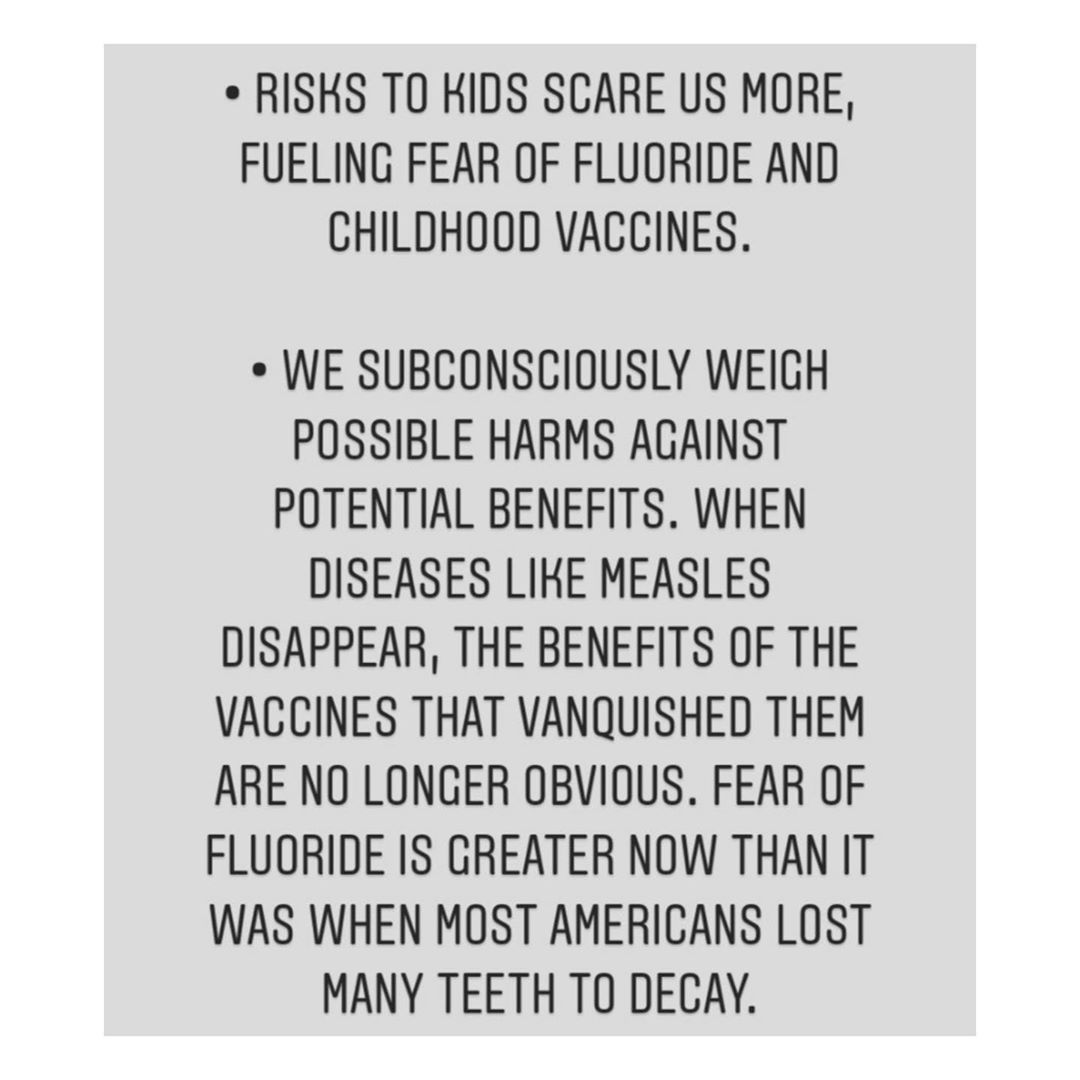 • RISKS TO KIDS SCARE US MORE,
FUELING FEAR OF FLUORIDE AND
CHILDHOOD VACCINES.
• WE SUBCONSCIOUSLY WEIGH
POSSIBLE HARMS AGAINST
POTENTIAL BENEFITS. WHEN
DISEASES LIKE MEASLES
DISAPPEAR, THE BENEFITS OF THE
VACCINES THAT VANQUISHED THEM
ARE NO LONGER OBVIOUS. FEAR OF
FLUORIDE IS GREATER NOW THAN IT
WAS WHEN MOST AMERICANS LOST
MANY TEETH TO DECAY.